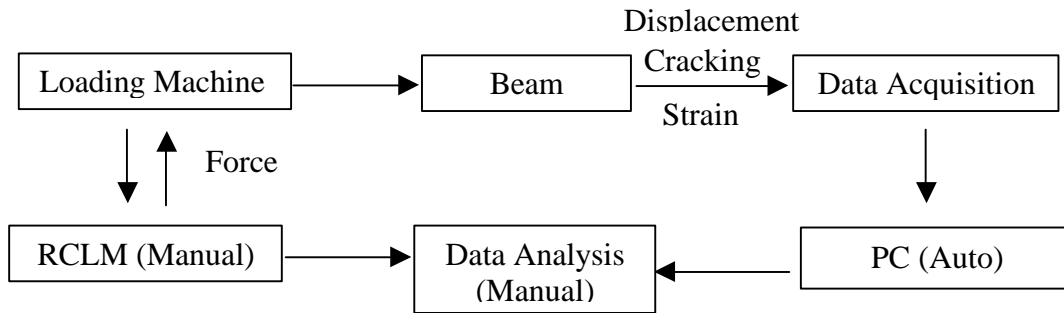 Displacement
Loading Machine
Beam
Cracking
Data Acquisition
Strain
Force
RCLM (Manual)
Data Analysis
(Manual)
PC (Auto)